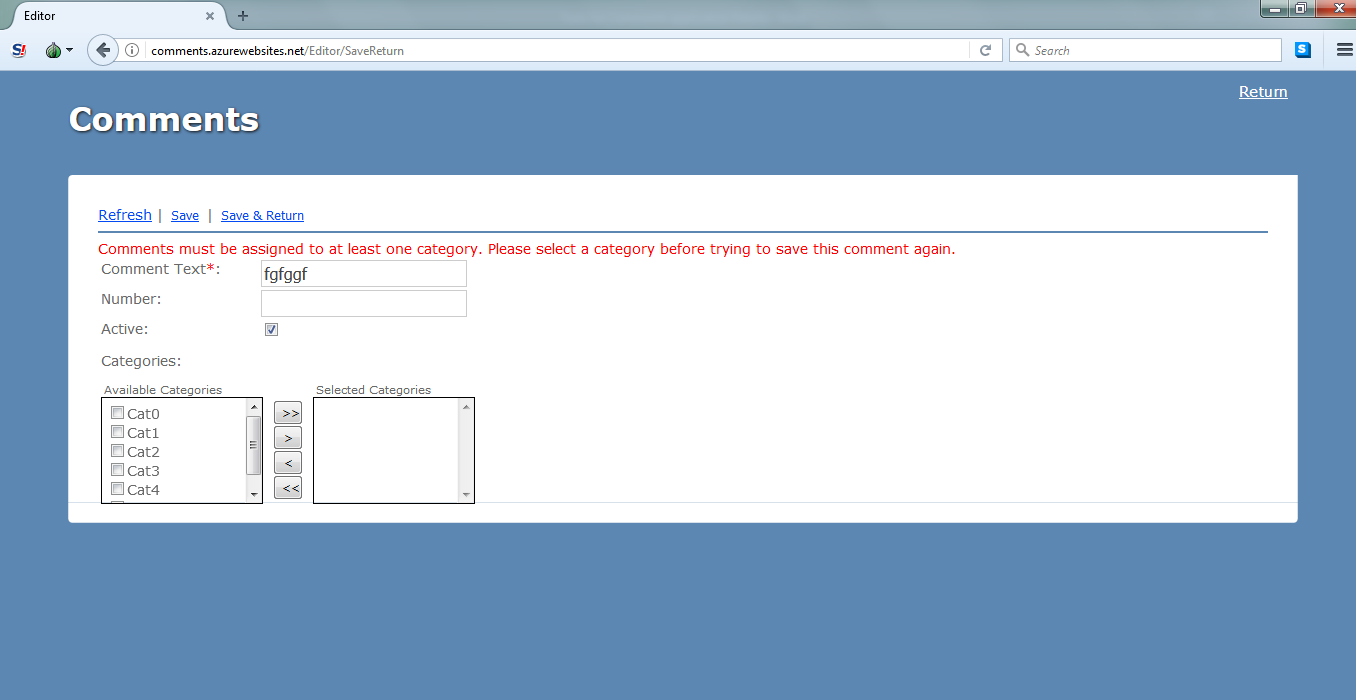 Editor
S!
comments.azurewebsites.net/Editor/SaveReturn
Search
S
Return
Comments
Refresh | Save | Save & Return
Comments must be assigned to at least one category. Please select a category before trying to save this comment again.
Comment Text*: fgfggf
Number:
Active:
Categories:
Available Categories
Selected Categories
Cat0
Cat1
Cat2
Cat3
Cat4
>>
>
<
<<